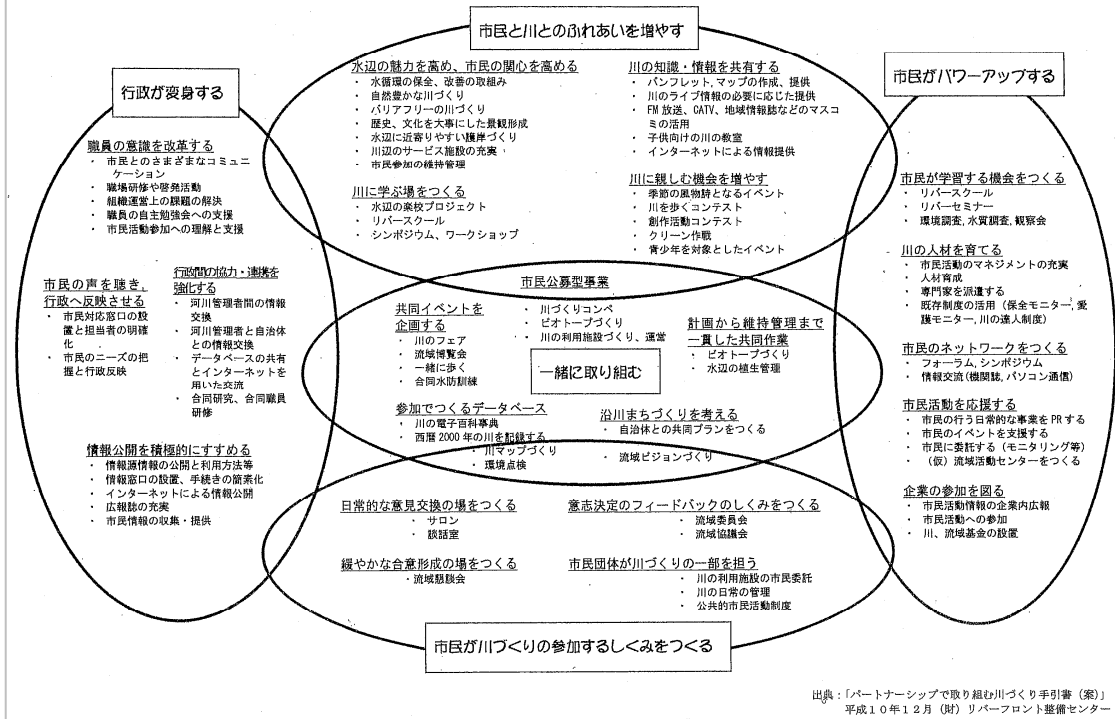 市民と川とのふれあいを増やす
水辺の魅力を高め、市民の関心を高める
・ 水循環の保全、改善の取組み
・ 自然豊かな川づくり
・ バリアフリーの川づくり
・ 歴史、文化を大事にした景観形成
・ 水辺に近寄りやすい護岸づくり
・ 川辺のサービス施設の充実
・ 市民参加の維持管理
川に学ぶ場をつくる
・ 水辺の楽校プロジェクト
・ リバースクール
・ シンポジウム、ワークショップ
川の知識・情報を共有する
・ パンフレット,マップの作成、提供
・ 川のライブ情報の必要に応じた提供
・ FM放送、CATV、地域情報誌などのマスコ
ミの活用
・ 子供向けの川の教室
・ インターネットによる情報提供
川に親しむ機会を増やす
・ 季節の風物詩となるイベント
・ 川を歩くコンテスト
・ 創作活動コンテスト
・ クリーン作戦
・ 青少年を対象としたイベント
行政が変身する
職員の意識を改革する
・ 市民とのさまざまなコミュニ
ケーション
・ 職場研修や啓発活動
・ 組織運営上の課題の解決
・ 職員の自主勉強会への支援
・ 市民活動参加への理解と支援
市民の声を聴き,
行政へ反映させる
・ 市民対応窓口の設
置と担当者の明確
化
・ 市民のニーズの把
握と行政反映
行政間の協力・連携を
強化する
・ 河川管理者間の情報
交換
・ 河川管理者と自治体
との情報交換
・ データベースの共有
とインターネットを
用いた交流
・ 合同研究、合同職員
研修
情報公開を積極的にすすめる
・ 情報源情報の公開と利用方法等
・ 情報窓口の設置、手続きの簡素化
・ インターネットによる情報公開
・ 広報誌の充実
・ 市民情報の収集・提供
市民公募型事業
・ 川づくりコンペ
・ ビオトープづくり
・ 川の利用施設づくり、運営
共同イベントを
企画する
・ 川のフェア
・ 流域博覧会
・ 一緒に歩く
・ 合同水防訓練
一緒に取り組む
計画から維持管理まで
一貫した共同作業
・ ビオトープづくり
・ 水辺の植生管理
参加でつくるデータベース
・ 川の電子百科事典
・ 西暦2000年の川を記録する
・ 川マップづくり
・ 環境点検
沿川まちづくりを考える
・ 自治体との共同プランをつくる
・ 流域ビジョンづくり
日常的な意見交換の場をつくる
・ サロン
・ 談話室
緩やかな合意形成の場をつくる
・流域懇談会
意志決定のフィードバックのしくみをつくる
・ 流域委員会
・ 流域協議会
市民団体が川づくりの一部を担う
・ 川の利用施設の市民委託
・ 川の日常の管理
・ 公共的市民活動制度
市民が川づくりの参加するしくみをつくる
市民がパワーアップする
市民が学習する機会をつくる
・ リバースクール
・ リバーセミナー
・ 環境調査,水質調査,観察会
川の人材を育てる
・ 市民活動のマネジメントの充実
人材育成
・ 専門家を派遣する
・ 既存制度の活用(保全モニター,愛
護モニター,川の達人制度)
市民のネットワークをつくる
・ フォーラム,シンポジウム
・ 情報交流(機関誌,パソコン通信)
市民活動を応援する
・ 市民の行う日常的な事業をPRする
・ 市民のイベントを支援する
・ 市民に委託する(モニタリング等)
・ (仮)流域活動センターをつくる
企業の参加を図る
・ 市民活動情報の企業内広報
・ 市民活動への参加
・ 川、流域基金の設置
出典:「パートナーシップで取り組む川づくり手引書(案)」
平成10年12月(財)リバーフロント整備センター